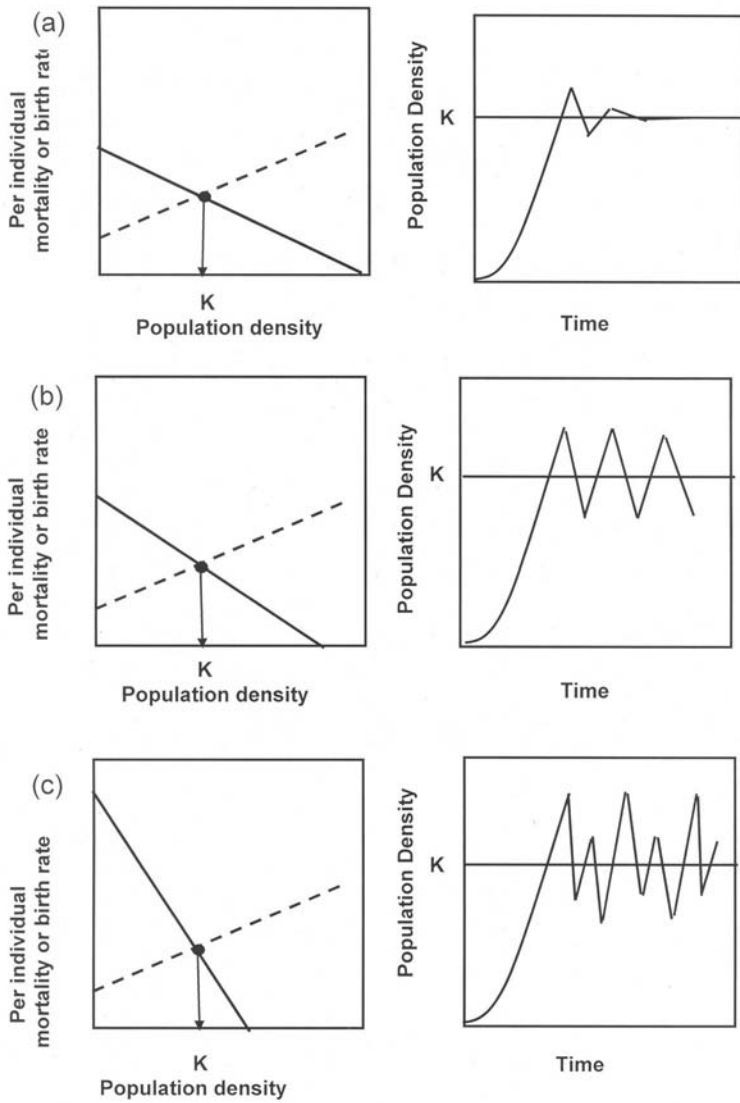 (a)
Per individual
mortality or birth rate
K
Population density
Population Density
K
Time
(b)
Per individual
mortality or birth rate
K
Population density
Population Density
K
Time
(c)
Per individual
mortality or birth rate
K
Population density
Population Density
K
Time